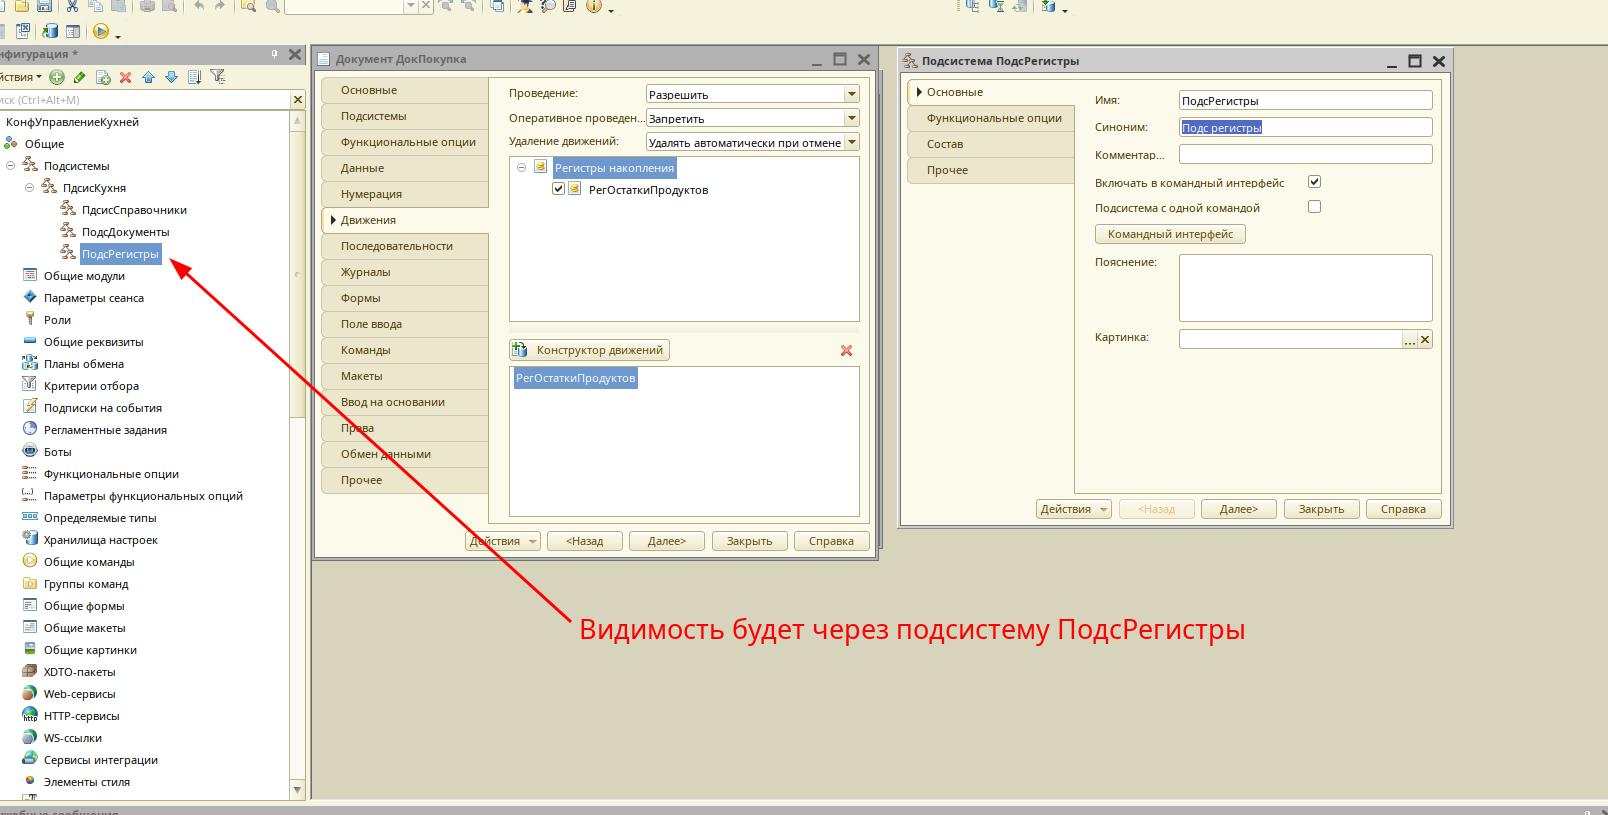 Документ ДокПокупка
Подсистема ПодсРегистры
КонфУправлениеКухней
Общие
Подсистемы
ПдсисКухня
ПдсисСправочники
ПодсДокументы
ПодсРегистры
Общие модули
Параметры сеанса
Роли
Общие реквизиты
Планы обмена
Критерии отбора
Подписки на события
Регламентные задания
Боты
Функциональные опции
Параметры функциональных опций
Определяемые типы
Хранилища настроек
Общие команды
Группы команд
Общие формы
Общие макеты
Общие картинки
XDTO-пакеты
Web-сервисы
HTTP-сервисы
WS-ссылки
Сервисы интеграции
Элементы стиля
Основные
Подсистемы
Функциональные опции
Данные
Нумерация
Движения
Последовательности
Журналы
Формы
Поле ввода
Команды
Макеты
Ввод на основании
Права
Обмен данными
Прочее
Проведение: Разрешить
Оперативное проведен... Запретить
Удаление движений: Удалять автоматически при отмене
Регистры накопления
РегОстаткиПродуктов
Конструктор движений
РегОстаткиПродуктов
Действия <Назад Далее> Закрыть Справка
Основные
Функциональные опции
Состав
Прочее
Имя: ПодсРегистры
Синоним: Подс регистры
Комментар...
Включать в командный интерфейс
Подсистема с одной командой
Командный интерфейс
Пояснение:
Картинка: ...
Действия <Назад Далее> Закрыть Справка
Видимость будет через подсистему ПодсРегистры